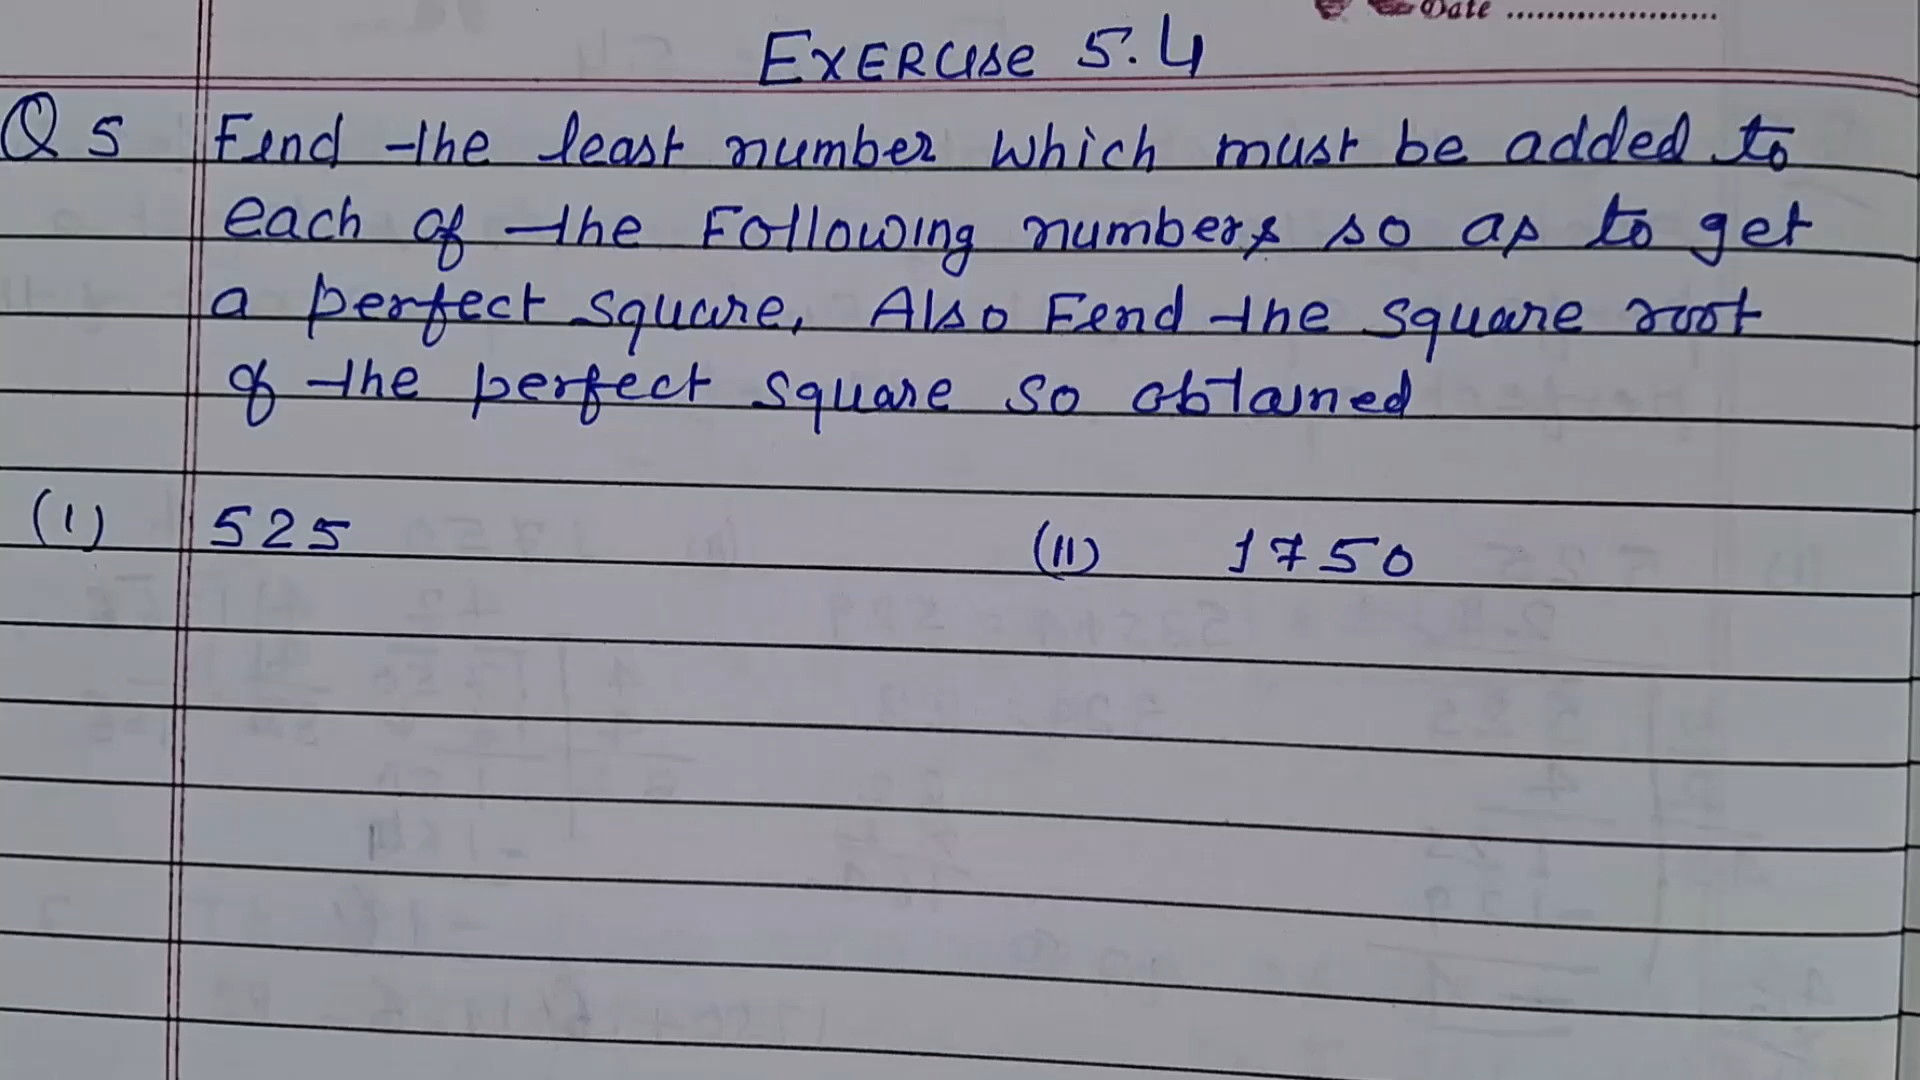 Date ......................
EXERCISE 5.4
Q 5 Find the least number which must be added to
each of the Following numbers so as to get
a perfect square, Also Find the square root
of the perfect square so obtained
(I) 525 (II) 1750